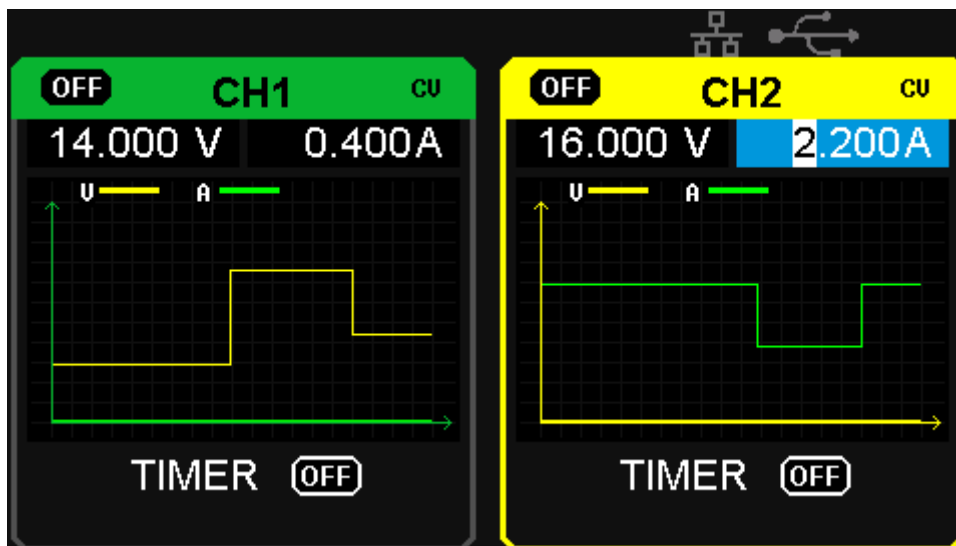 OFF CH1 CV
14.000 V 0.400A
V A
TIMER OFF
OFF CH2 CV
16.000 V 2.200A
V A
TIMER OFF